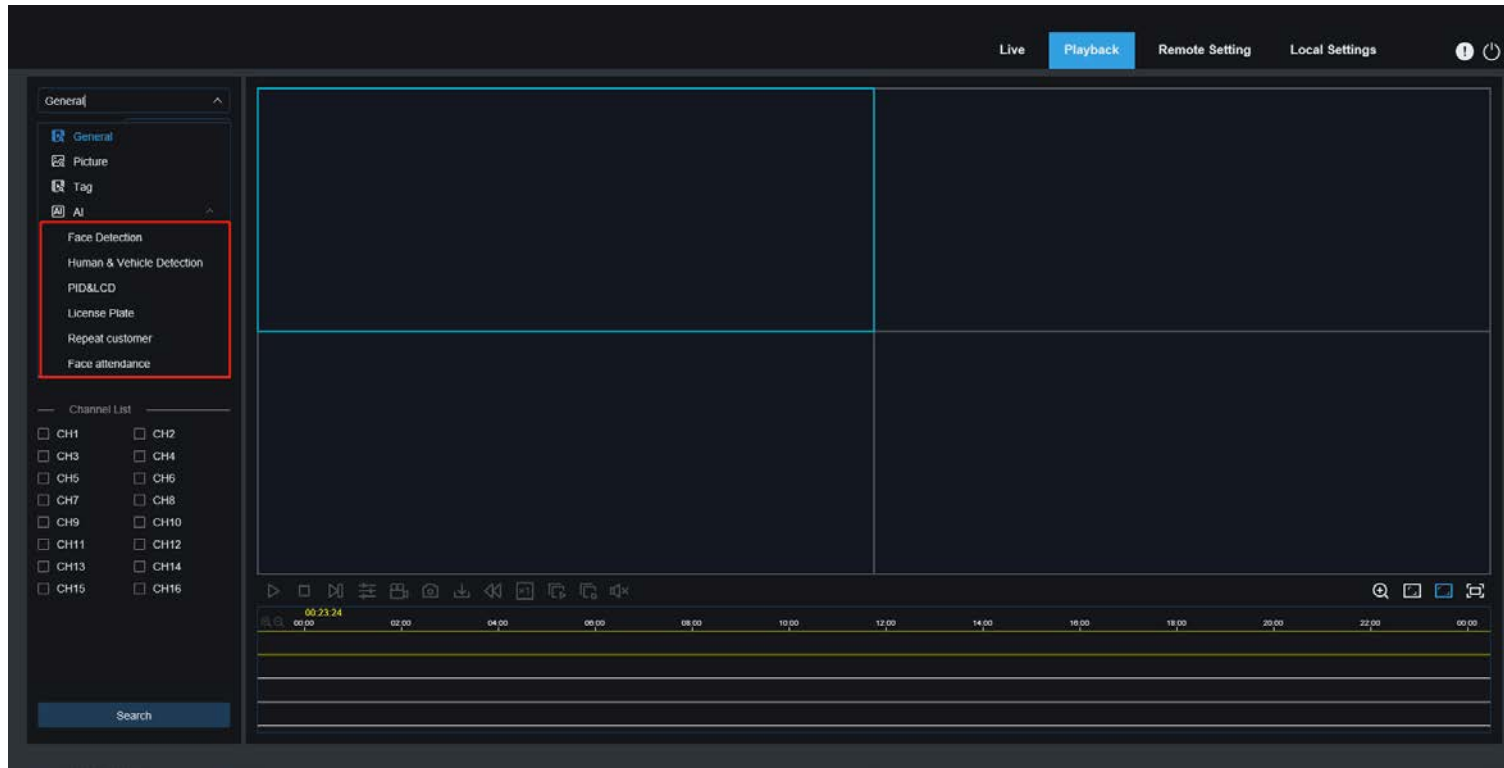 Live Playback Remote Setting Local Settings
General
General
Picture
Tag
AI AI
Face Detection
Human & Vehicle Detection
PID&LCD
License Plate
Repeat customer
Face attendance
Channel List
CH1 CH2
CH3 CH4
CH5 CH6
CH7 CH8
CH9 CH10
CH11 CH12
CH13 CH14
CH15 CH16
×1
00:23:24
00:00 02:00 04:00 06:00 08:00 10:00 12:00 14:00 16:00 18:00 20:00 22:00 00:00
Search